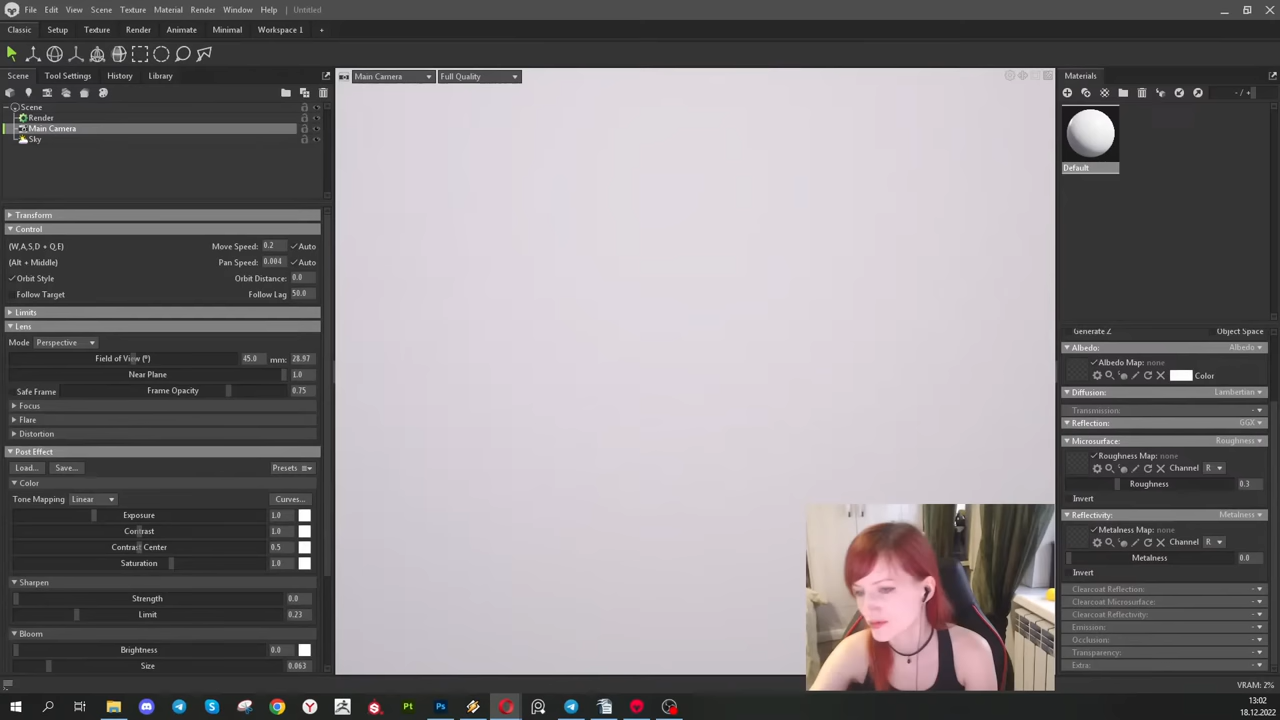 File Edit View Scene Texture Material Render Window Help Untitled
Classic Setup Texture Render Animate Minimal Workspace 1 +
Scene Tool Settings History Library
Main Camera Full Quality
Materials
- / +
Scene
Render
Main Camera
Sky
Default
Transform
Control
(W,A,S,D + Q,E) Move Speed: 0.2 Auto
(Alt + Middle) Pan Speed: 0.004 Auto
Orbit Style Orbit Distance: 0.0
Follow Target Follow Lag 50.0
Limits
Lens
Mode Perspective
Field of View (°) 45.0 mm: 28.97
Near Plane 1.0
Safe Frame Frame Opacity 0.75
Focus
Flare
Distortion
Post Effect
Load... Save... Presets
Color
Tone Mapping Linear Curves...
Exposure 1.0
Contrast 1.0
Contrast Center 0.5
Saturation 1.0
Sharpen
Strength 0.0
Limit 0.23
Bloom
Brightness 0.0
Size 0.063
Generate Z Object Space
Albedo: Albedo
Albedo Map: none
Color
Diffusion: Lambertian
Transmission: -
Reflection: GGX
Microsurface: Roughness
Roughness Map: none
Channel R
Roughness 0.3
Invert
Reflectivity: Metalness
Metalness Map: none
Channel R
Metalness 0.0
Invert
Clearcoat Reflection: -
Clearcoat Microsurface: -
Clearcoat Reflectivity: -
Emission: -
Occlusion: -
Transparency: -
Extra: -
VRAM: 2%
Pt Ps
13:02
18.12.2022